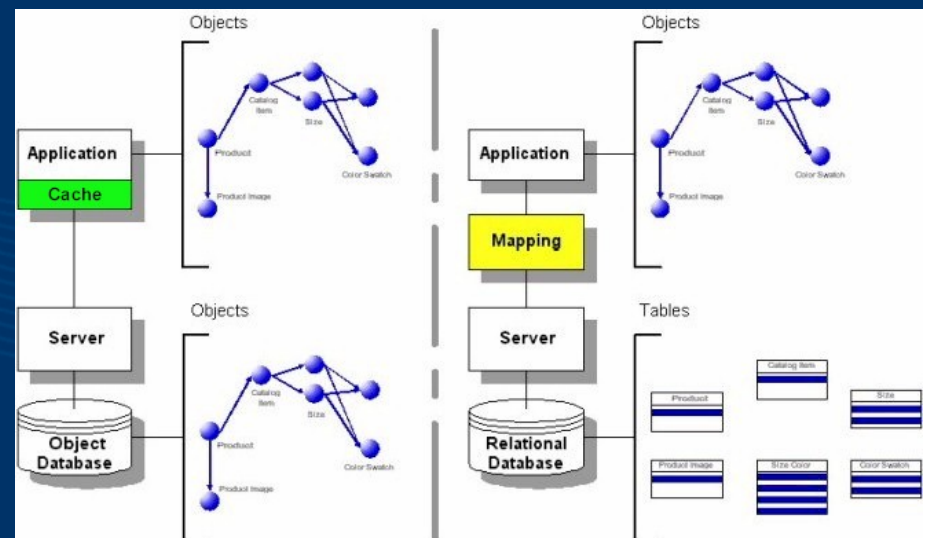 Objects
Catalog
Item
Size
Product
Color Swatch
Product Image
Application
Cache
Server
Object
Database
Objects
Catalog
Item
Size
Product
Color Swatch
Product Image
Objects
Catalog
Item
Size
Product
Color Swatch
Product Image
Application
Mapping
Server
Relational
Database
Tables
Catalog Item
Product
Size
Product Image
Size Color
Color Swatch